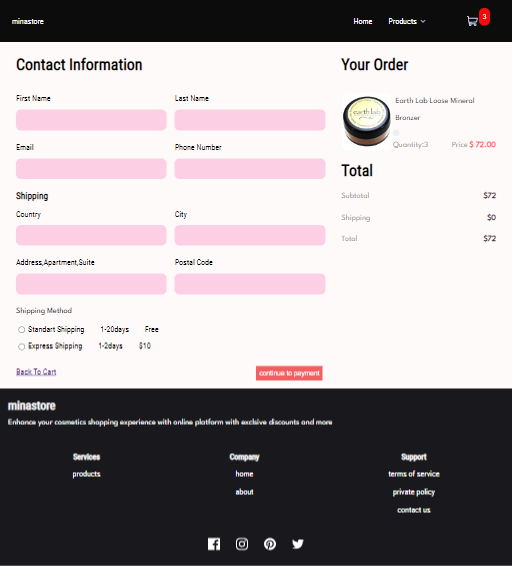 minastore
Home Products
3
Contact Information
First Name Last Name
Email Phone Number
Shipping
Country City
Address,Apartment,Suite Postal Code
Shipping Method
Standart Shipping 1-20days Free
Express Shipping 1-2days $10
Back To Cart
continue to payment
Your Order
earth lab
Earth Lab Loose Mineral
Bronzer
Quantity:3 Price $ 72.00
Total
Subtotal $72
Shipping $0
Total $72
minastore
Enhance your cosmetics shopping experience with online platform with exclsive discounts and more
Services
products
Company
home
about
Support
terms of service
private policy
contact us